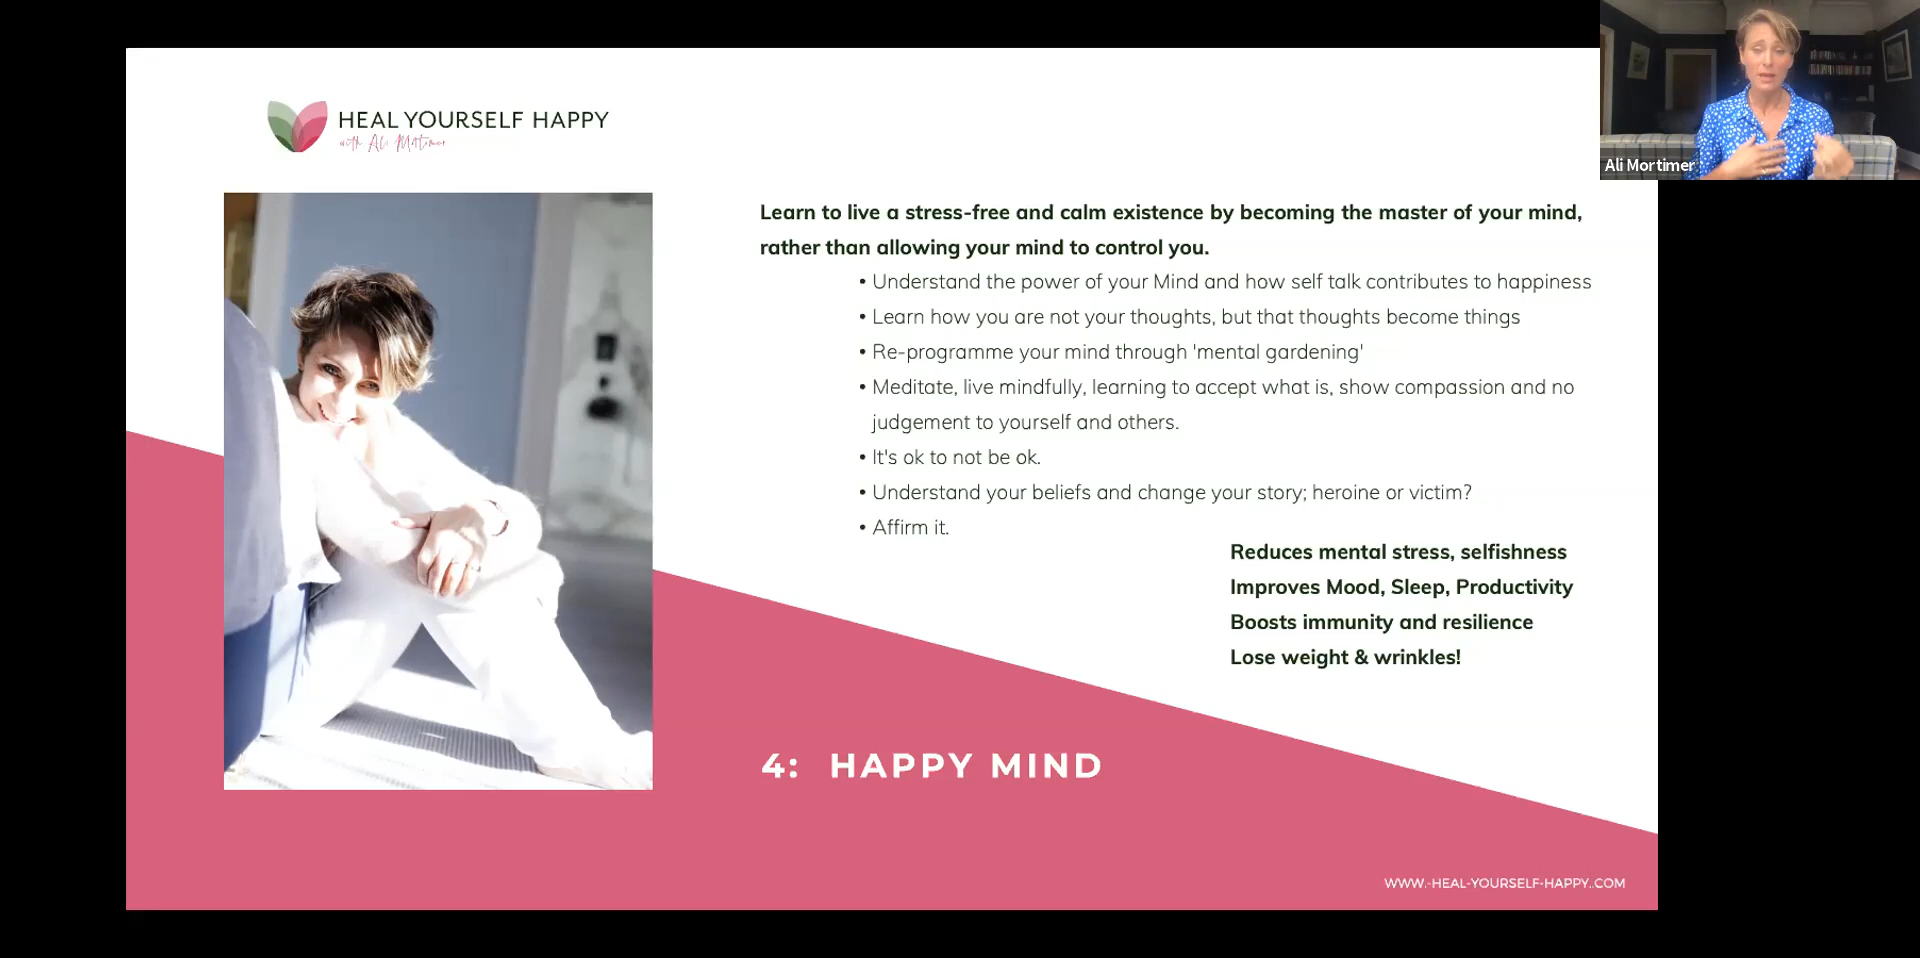 HEAL YOURSELF HAPPY
with Ali Mortimer
Ali Mortimer
Learn to live a stress-free and calm existence by becoming the master of your mind,
rather than allowing your mind to control you.
• Understand the power of your Mind and how self talk contributes to happiness
• Learn how you are not your thoughts, but that thoughts become things
• Re-programme your mind through 'mental gardening'
• Meditate, live mindfully, learning to accept what is, show compassion and no
judgement to yourself and others.
• It's ok to not be ok.
• Understand your beliefs and change your story; heroine or victim?
• Affirm it.
Reduces mental stress, selfishness
Improves Mood, Sleep, Productivity
Boosts immunity and resilience
Lose weight & wrinkles!
4: HAPPY MIND
WWW.-HEAL-YOURSELF-HAPPY.COM